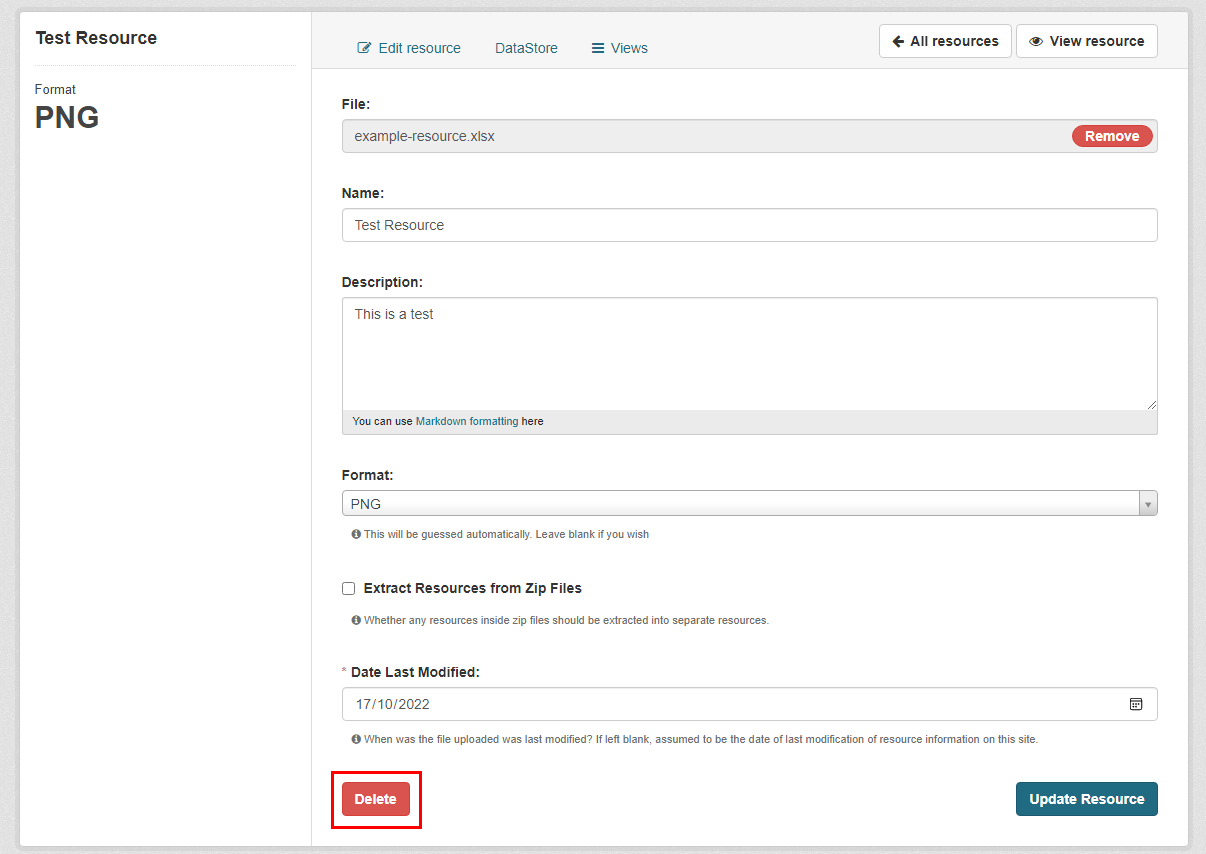 Test Resource
Format
PNG
Edit resource DataStore Views All resources View resource
File:
example-resource.xlsx Remove
Name:
Test Resource
Description:
This is a test
You can use Markdown formatting here
Format:
PNG
This will be guessed automatically. Leave blank if you wish
Extract Resources from Zip Files
Whether any resources inside zip files should be extracted into separate resources.
* Date Last Modified:
17/10/2022
When was the file uploaded was last modified? If left blank, assumed to be the date of last modification of resource information on this site.
Delete Update Resource